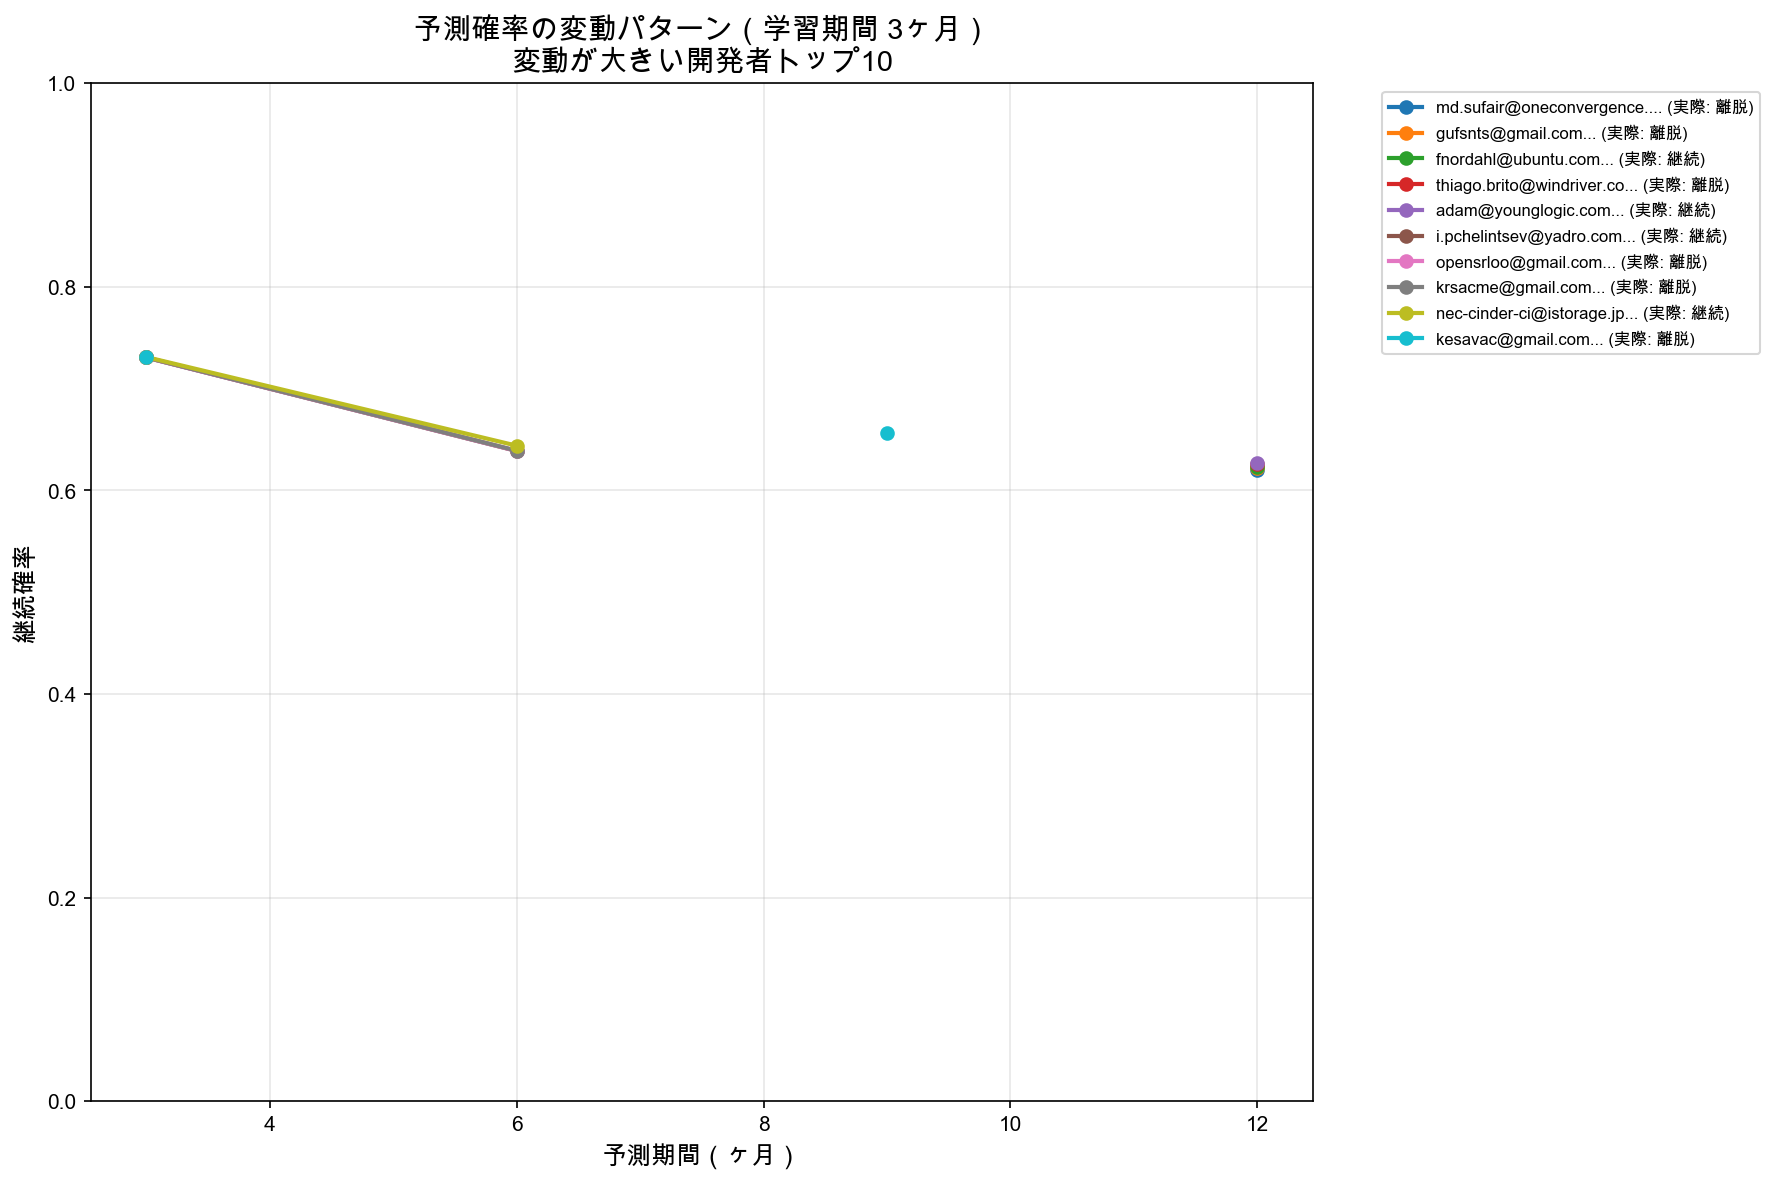 予測確率の変動パターン（学習期間 3ヶ月）
変動が大きい開発者トップ10
1.0
0.8
0.6
0.4
0.2
0.0
継続確率
4
6
8
10
12
予測期間（ヶ月）
md.sufair@oneconvergence.... (実際: 離脱)
gufsnts@gmail.com... (実際: 離脱)
fnordahl@ubuntu.com... (実際: 継続)
thiago.brito@windriver.co... (実際: 離脱)
adam@younglogic.com... (実際: 継続)
i.pchelintsev@yadro.com... (実際: 継続)
opensrloo@gmail.com... (実際: 離脱)
krsacme@gmail.com... (実際: 離脱)
nec-cinder-ci@istorage.jp... (実際: 継続)
kesavac@gmail.com... (実際: 離脱)